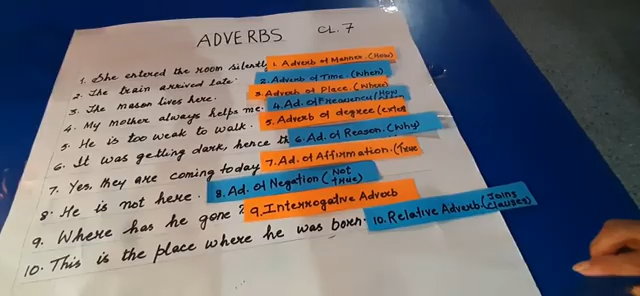 ADVERBS CL. 7
1. She entered the room silently 1. Adverb of Manner. (How)
2. The train arrived late. 2. Adverb of Time. (When)
3. The mason lives here. 3. Adverb of Place. (Where)
4. My mother always helps me. 4. Ad. of Frequency (How
5. He is too weak to walk. 5. Adverb of degree (extent
6. It was getting dark, hence th 6. Ad. of Reason. (Why)
7. Yes, they are coming today 7. Ad. of Affirmation. (True
8. He is not here. 8. Ad. of Negation (Not True)
9. Where has he gone? 9. Interrogative Adverb
10. This is the place where he was born. 10. Relative Adverb (Joins clauses)